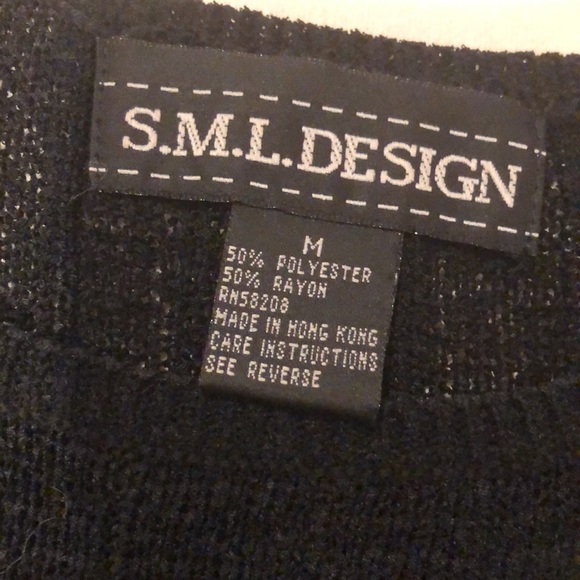 S.M.L.DESIGN
M
50% POLYESTER
50% RAYON
RN58208
MADE IN HONG KONG
CARE INSTRUCTIONS
SEE REVERSE